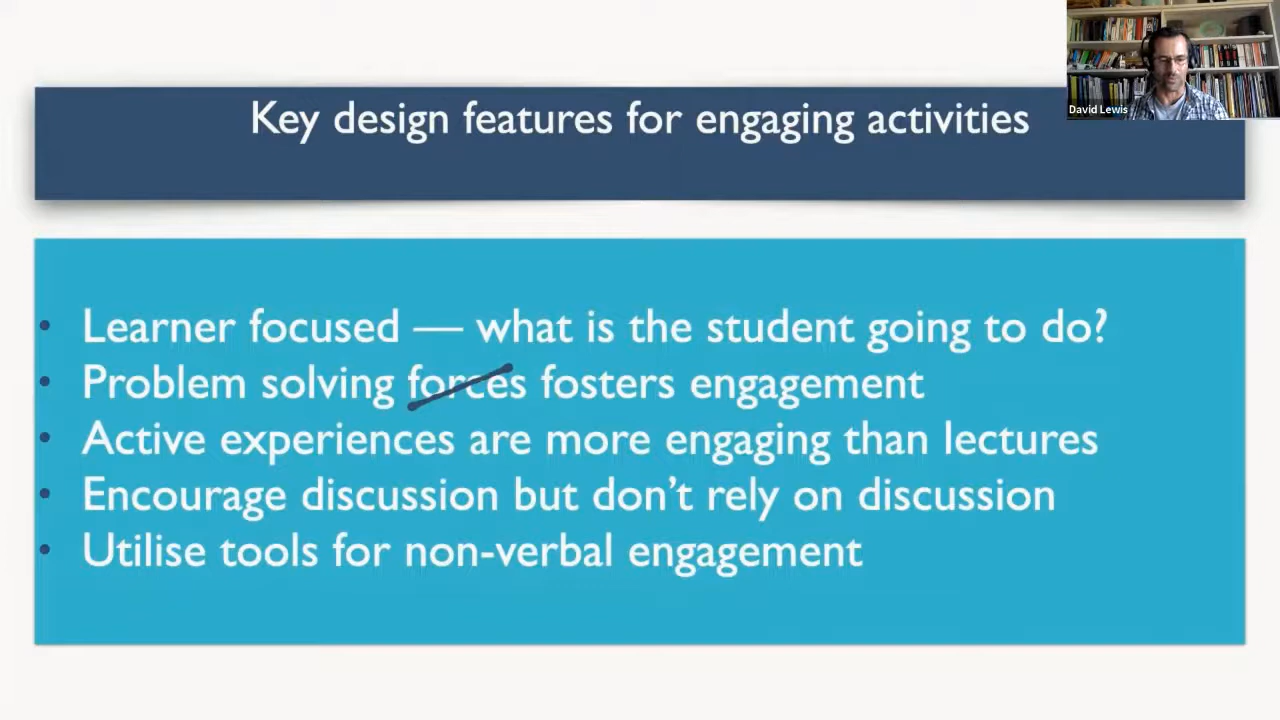 Key design features for engaging activities
David Lewis
• Learner focused — what is the student going to do?
• Problem solving forces fosters engagement
• Active experiences are more engaging than lectures
• Encourage discussion but don’t rely on discussion
• Utilise tools for non-verbal engagement